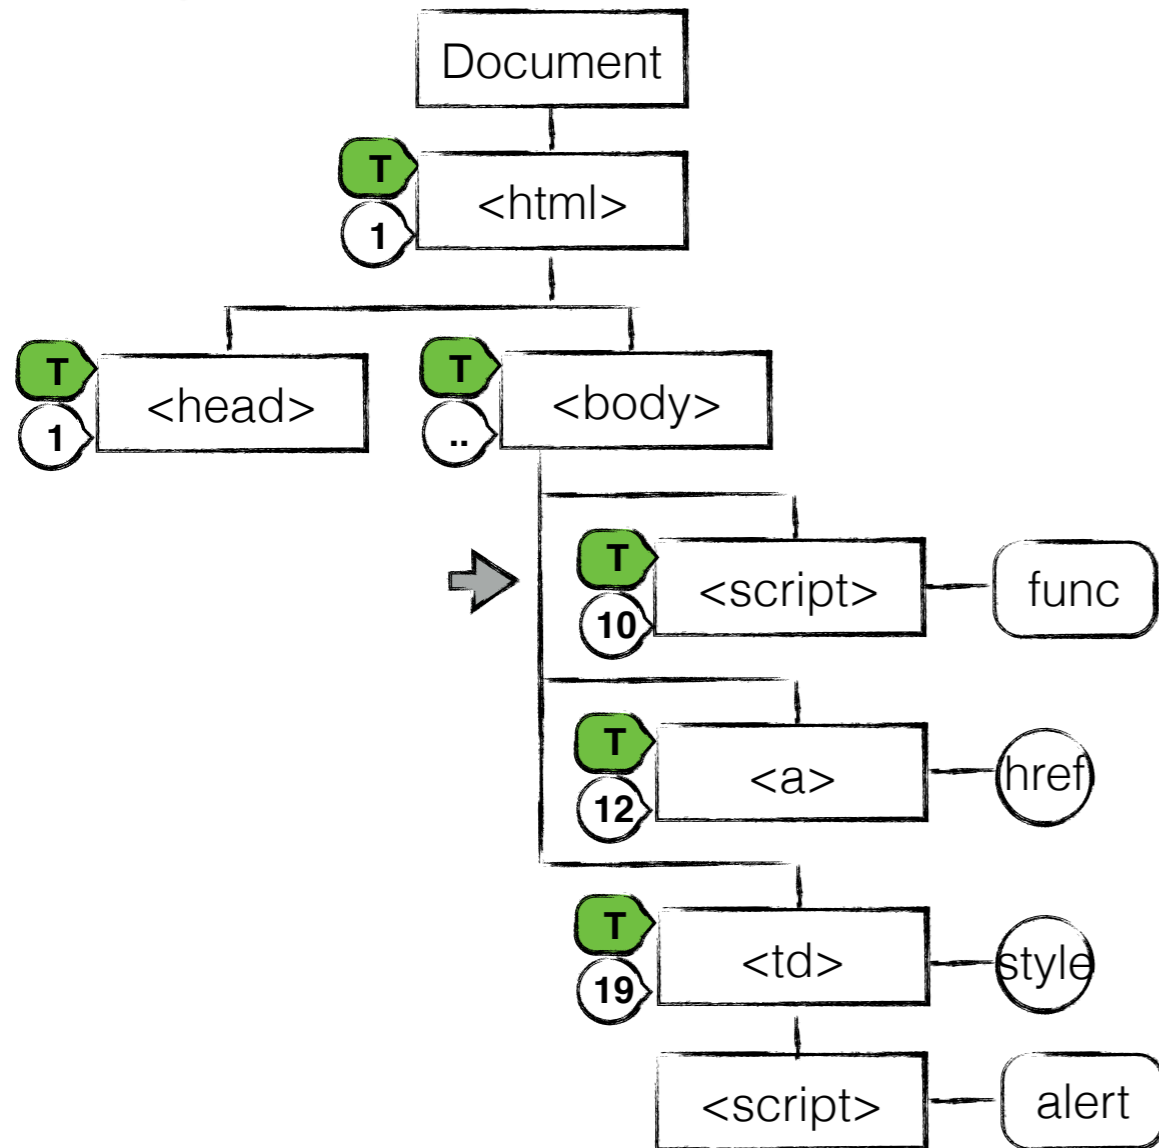 Document
T
<html>
1
T
<head>
1
T
<body>
..
T
<script>
func
10
T
<a>
href
12
T
<td>
style
19
<script>
alert